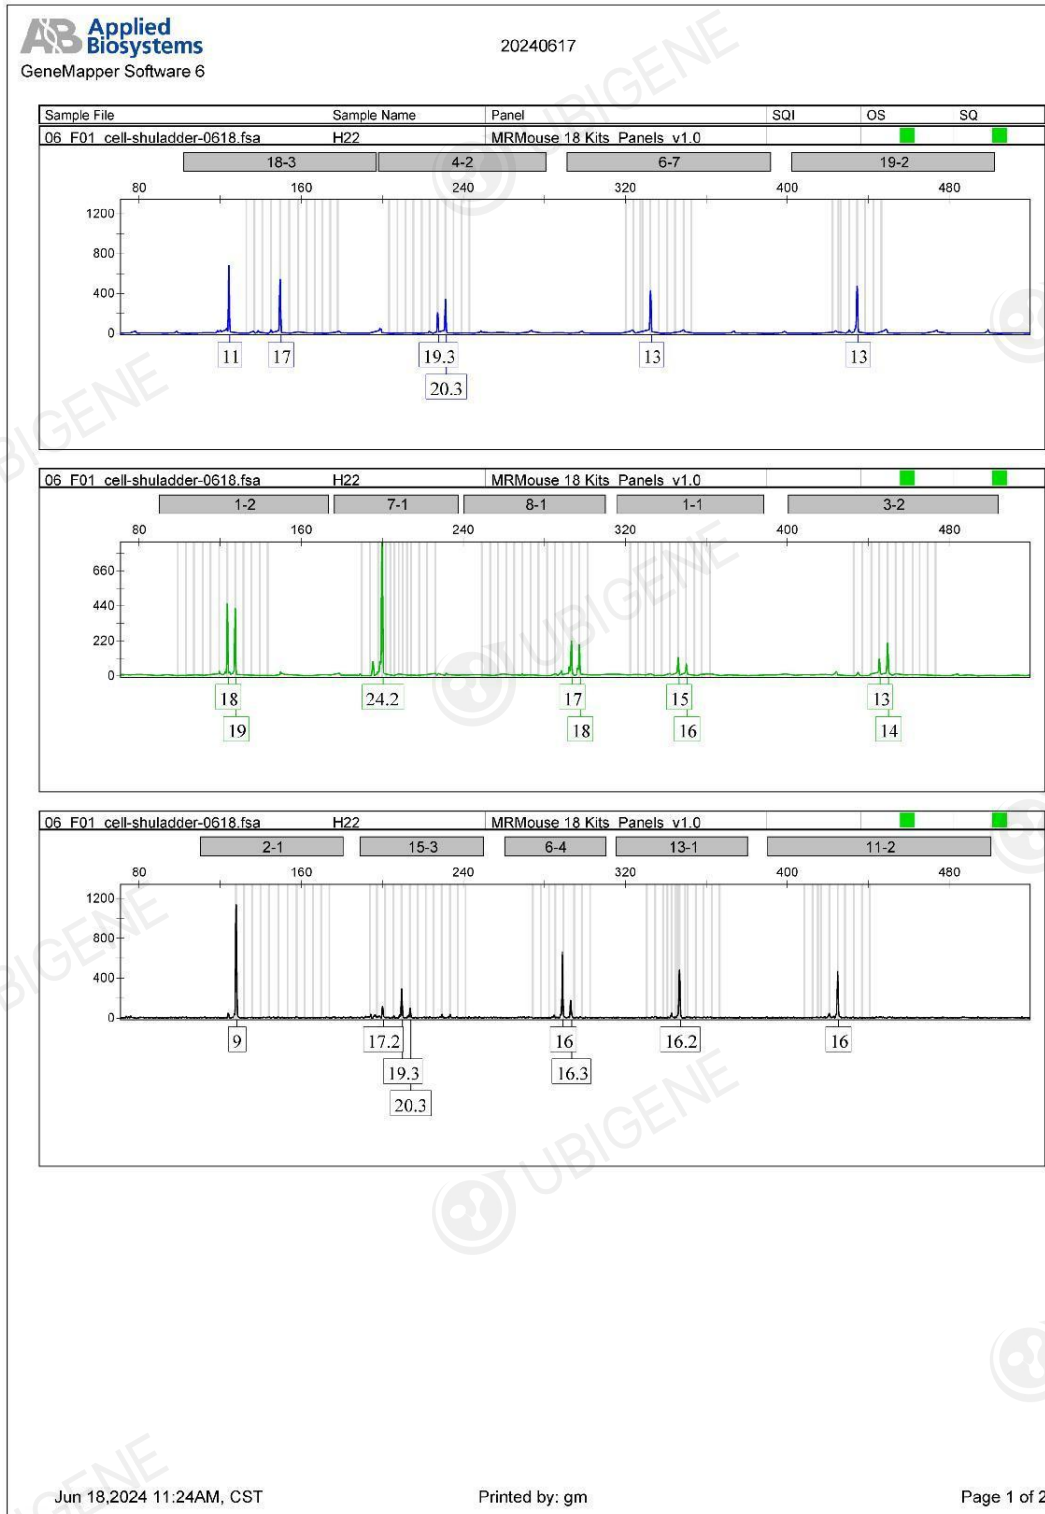 AB Applied Biosystems
GeneMapper Software 6
20240617
Sample File Sample Name Panel SQI OS SQ
06_F01_cell-shuladder-0618.fsa H22 MRMouse 18 Kits_Panels_v1.0
18-3 4-2 6-7 19-2
80 160 240 320 400 480
1200
800
400
0
11 17 19.3 13 13
20.3
06_F01_cell-shuladder-0618.fsa H22 MRMouse 18 Kits_Panels_v1.0
1-2 7-1 8-1 1-1 3-2
80 160 240 320 400 480
660
440
220
0
18 24.2 17 15 13
19 18 16 14
06_F01_cell-shuladder-0618.fsa H22 MRMouse 18 Kits_Panels_v1.0
2-1 15-3 6-4 13-1 11-2
80 160 240 320 400 480
1200
800
400
0
9 17.2 16 16.2 16
19.3 16.3
20.3
Jun 18,2024 11:24AM, CST Printed by: gm Page 1 of 2
UBIGENE
UBIGENE
UBIGENE
UBIGENE
UBIGENE